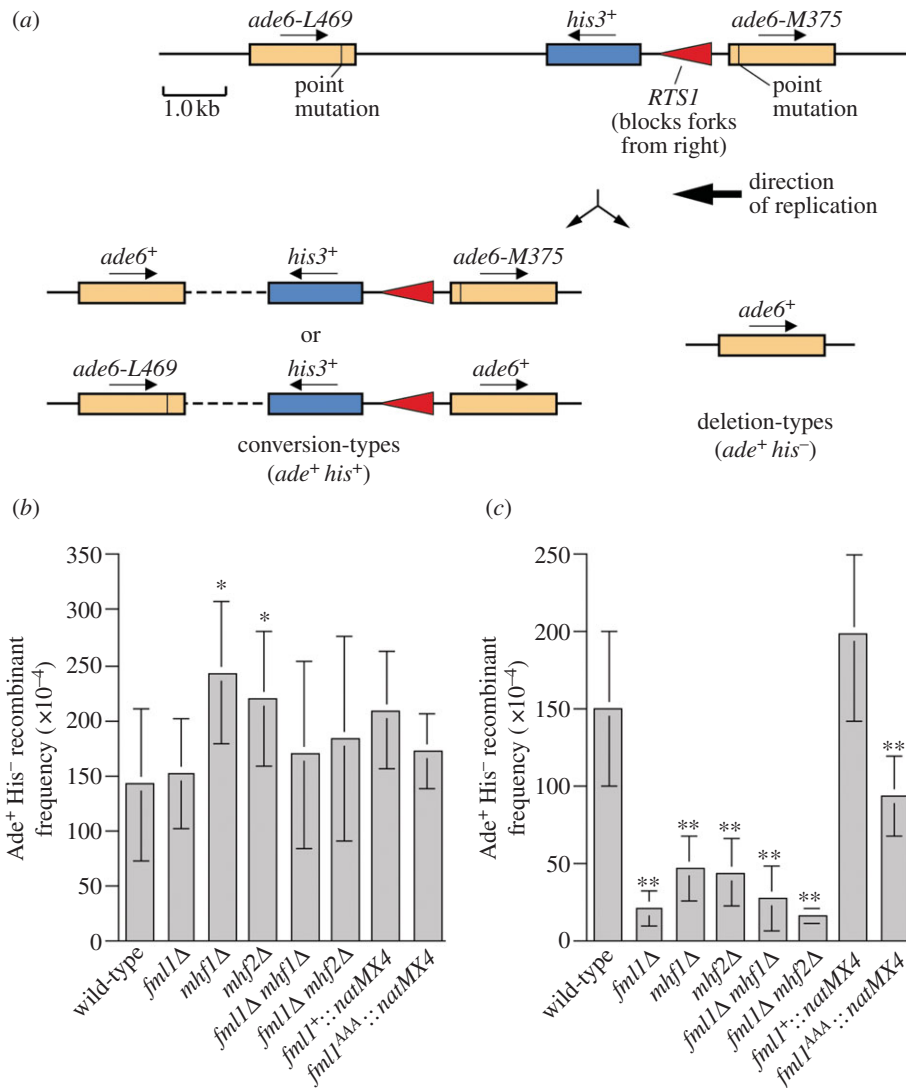 (a)
ade6-L469
his3+
ade6-M375
point
mutation
RTS1
(blocks forks
from right)
point
mutation
1.0 kb
direction
of replication
ade6+
his3+
ade6-M375
or
ade6-L469
his3+
ade6+
conversion-types
(ade+ his+)
ade6+
deletion-types
(ade+ his–)
(b)
Ade+ His– recombinant
frequency (×10–4)
350
300
250
200
150
100
50
0
*
*
wild-type
fml1Δ
mhf1Δ
mhf2Δ
fml1Δ mhf1Δ
fml1Δ mhf2Δ
fml1+::natMX4
fml1AAA::natMX4
(c)
Ade+ His– recombinant
frequency (×10–4)
250
200
150
100
50
0
**
**
**
**
**
**
wild-type
fml1Δ
mhf1Δ
mhf2Δ
fml1Δ mhf1Δ
fml1Δ mhf2Δ
fml1+::natMX4
fml1AAA::natMX4